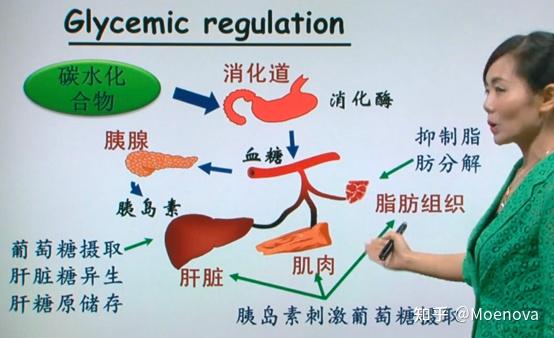 Glycemic regulation
碳水化
合物
消化道
消化酶
胰腺
血糖
抑制脂
肪分解
胰岛素
脂肪组织
葡萄糖摄取
肝脏糖异生
肝糖原储存
肝脏
肌肉
胰岛素刺激葡萄糖摄取
知乎 @Moenova